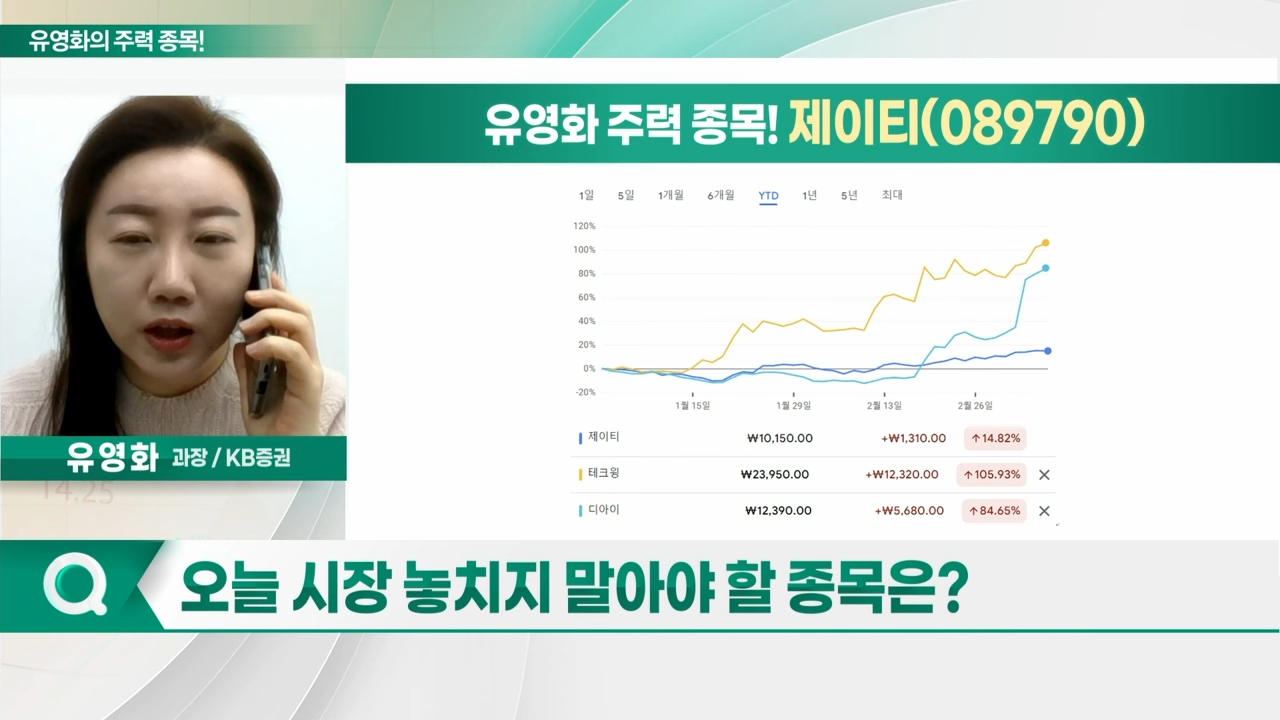 유영화의 주력 종목!
유영화 주력 종목! 제이티(089790)
1일 5일 1개월 6개월 YTD 1년 5년 최대
120%
100%
80%
60%
40%
20%
0%
-20%
1월 15일 1월 29일 2월 13일 2월 26일
제이티 ₩10,150.00 +₩1,310.00 ↑14.82%
테크윙 ₩23,950.00 +₩12,320.00 ↑105.93% ✕
디아이 ₩12,390.00 +₩5,680.00 ↑84.65% ✕
유영화 과장 / KB증권
14.25
Q 오늘 시장 놓치지 말아야 할 종목은?